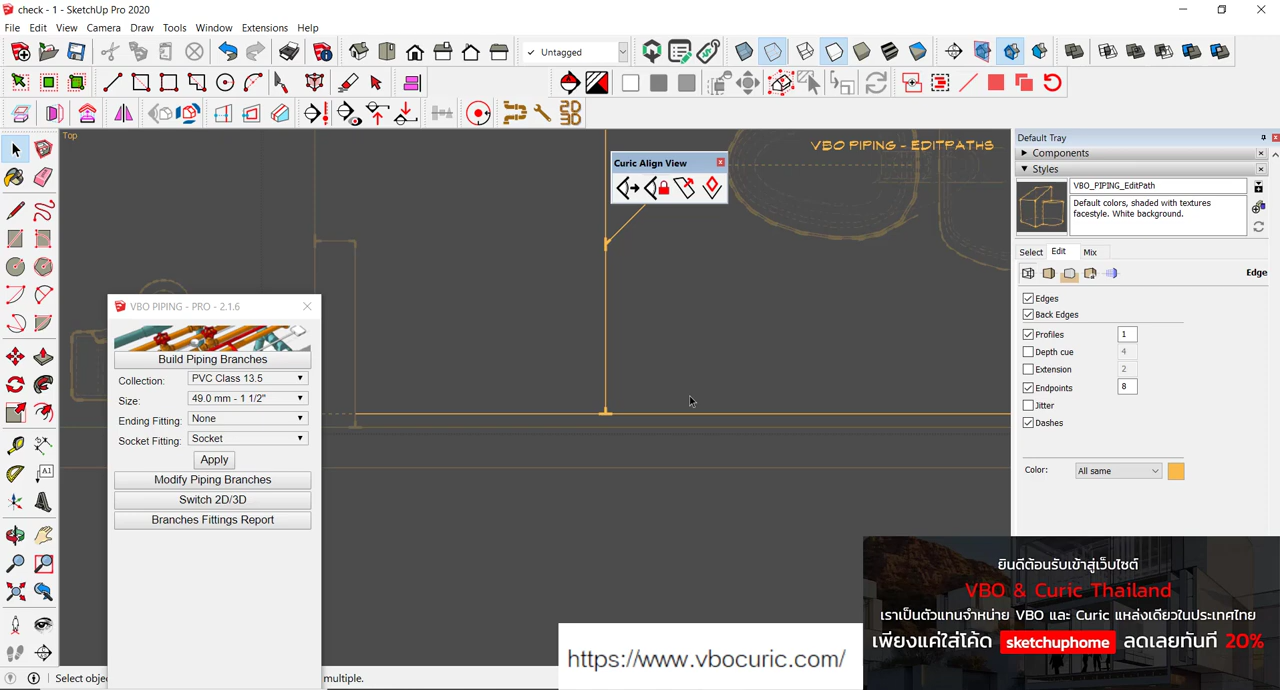 check - 1 - SketchUp Pro 2020
File Edit View Camera Draw Tools Window Extensions Help
Untagged
Top
VBO PIPING - EDITPATHS
Curic Align View
Default Tray
Components
Styles
VBO_PIPING_EditPath
Default colors, shaded with textures
facestyle. White background.
Select Edit Mix
Edge
Edges
Back Edges
Profiles 1
Depth cue 4
Extension 2
Endpoints 8
Jitter
Dashes
Color: All same
VBO PIPING - PRO - 2.1.6
Build Piping Branches
Collection: PVC Class 13.5
Size: 49.0 mm - 1 1/2"
Ending Fitting: None
Socket Fitting: Socket
Apply
Modify Piping Branches
Switch 2D/3D
Branches Fittings Report
2D
3D
A1
ยินดีต้อนรับเข้าสู่เว็บไซต์
VBO & Curic Thailand
เราเป็นตัวแทนจำหน่าย VBO และ Curic แหล่งเดียวในประเทศไทย
เพียงแค่ใส่โค้ด sketchuphome ลดเลยทันที 20%
https://www.vbocuric.com/
Select obje
multiple.